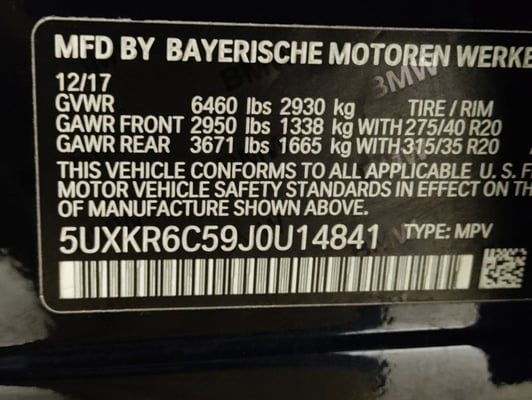 MFD BY BAYERISCHE MOTOREN WERKE
12/17
GVWR 6460 lbs 2930 kg TIRE / RIM
GAWR FRONT 2950 lbs 1338 kg WITH 275/40 R20
GAWR REAR 3671 lbs 1665 kg WITH 315/35 R20
THIS VEHICLE CONFORMS TO ALL APPLICABLE U. S. F
MOTOR VEHICLE SAFETY STANDARDS IN EFFECT ON THE
OF MANUFACTURE SHOWN ABOVE.
5UXKR6C59J0U14841 TYPE: MPV